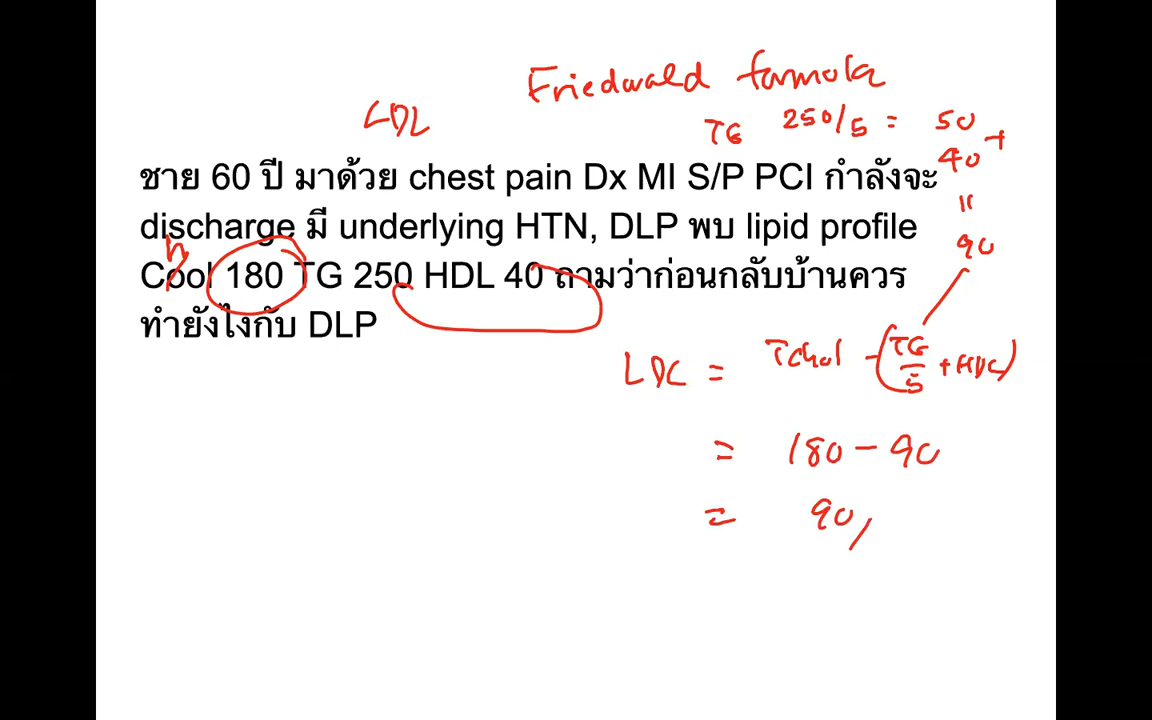 Friedwald formola
LDL
TG 250/5 = 50
40 +
=
90
ชาย 60 ปี มาด้วย chest pain Dx MI S/P PCI กำลังจะ
discharge มี underlying HTN, DLP พบ lipid profile
h
Cool 180 TG 250 HDL 40 ถามว่าก่อนกลับบ้านควร
ทำยังไงกับ DLP
LDL = TChol - (TG/5 + HDL)
= 180 - 90
= 90